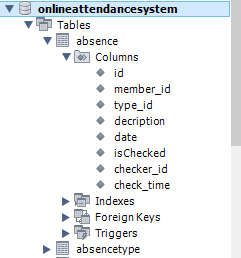 onlineattendancesystem
Tables
absence
Columns
id
member_id
type_id
decription
date
isChecked
checker_id
check_time
Indexes
Foreign Keys
Triggers
absencetype